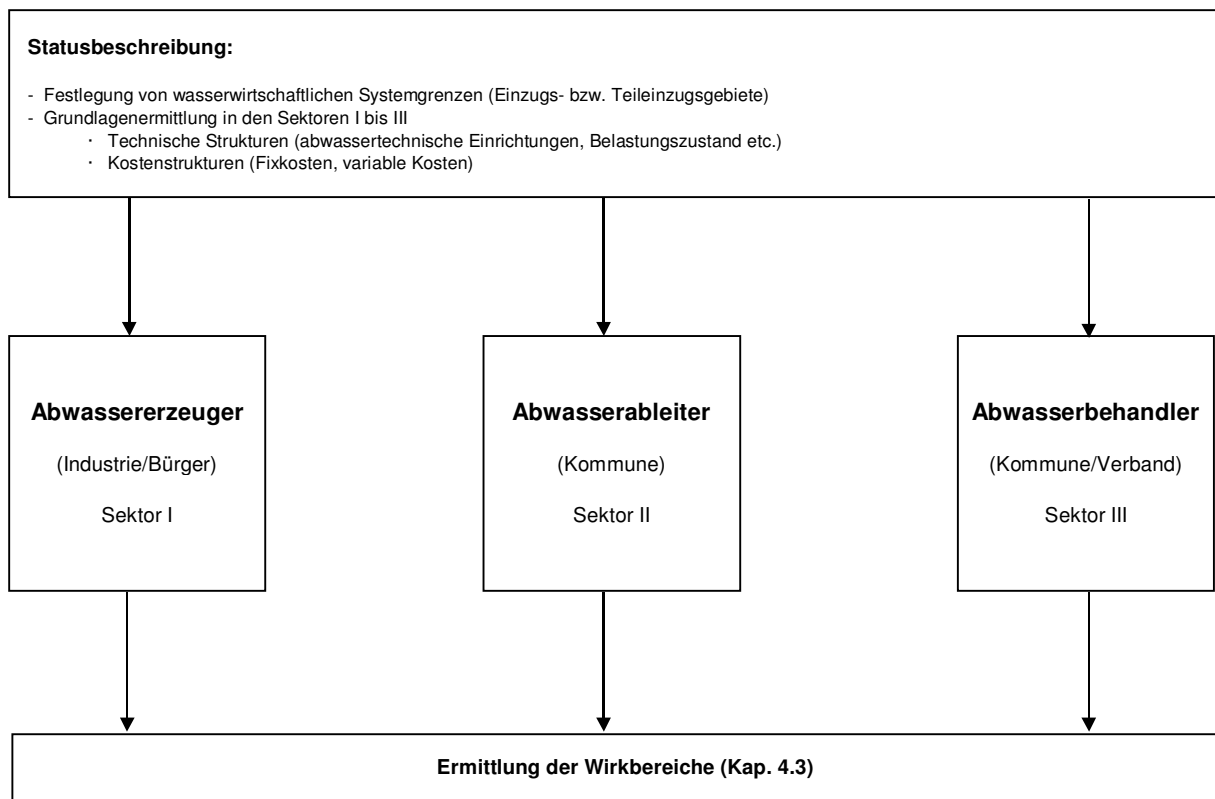 Statusbeschreibung:
- Festlegung von wasserwirtschaftlichen Systemgrenzen (Einzugs- bzw. Teileinzugsgebiete)
- Grundlagenermittlung in den Sektoren I bis III
· Technische Strukturen (abwassertechnische Einrichtungen, Belastungszustand etc.)
· Kostenstrukturen (Fixkosten, variable Kosten)
Abwassererzeuger
(Industrie/Bürger)
Sektor I
Abwasserableiter
(Kommune)
Sektor II
Abwasserbehandler
(Kommune/Verband)
Sektor III
Ermittlung der Wirkbereiche (Kap. 4.3)